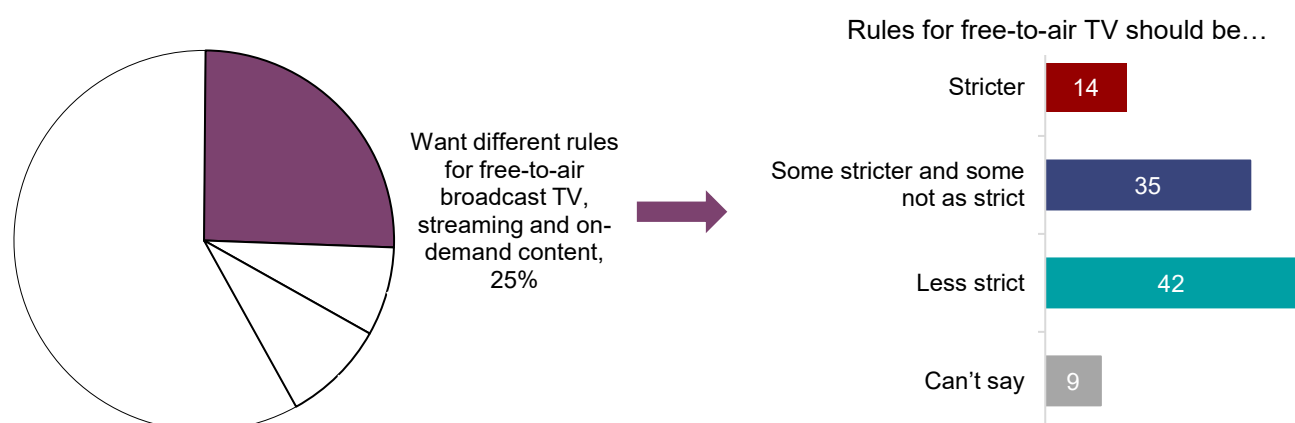 Rules for free-to-air TV should be…
Want different rules
for free-to-air
broadcast TV,
streaming and on-
demand content,
25%
Stricter
14
Some stricter and some
not as strict
35
Less strict
42
Can’t say
9